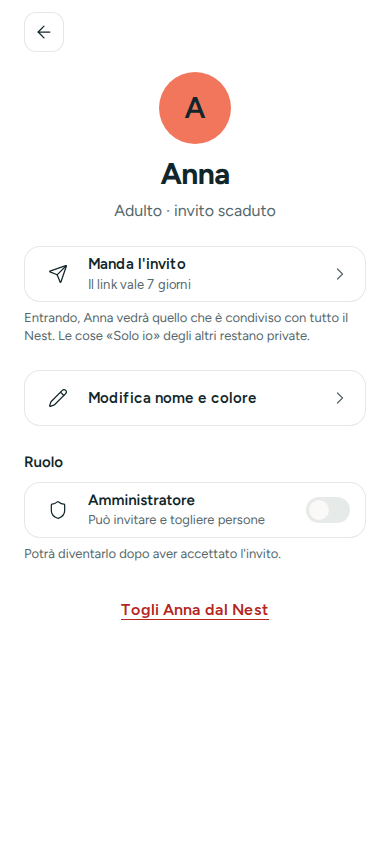 A
Anna
Adulto · invito scaduto
Manda l'invito
Il link vale 7 giorni
Entrando, Anna vedrà quello che è condiviso con tutto il
Nest. Le cose «Solo io» degli altri restano private.
Modifica nome e colore
Ruolo
Amministratore
Può invitare e togliere persone
Potrà diventarlo dopo aver accettato l'invito.
Togli Anna dal Nest